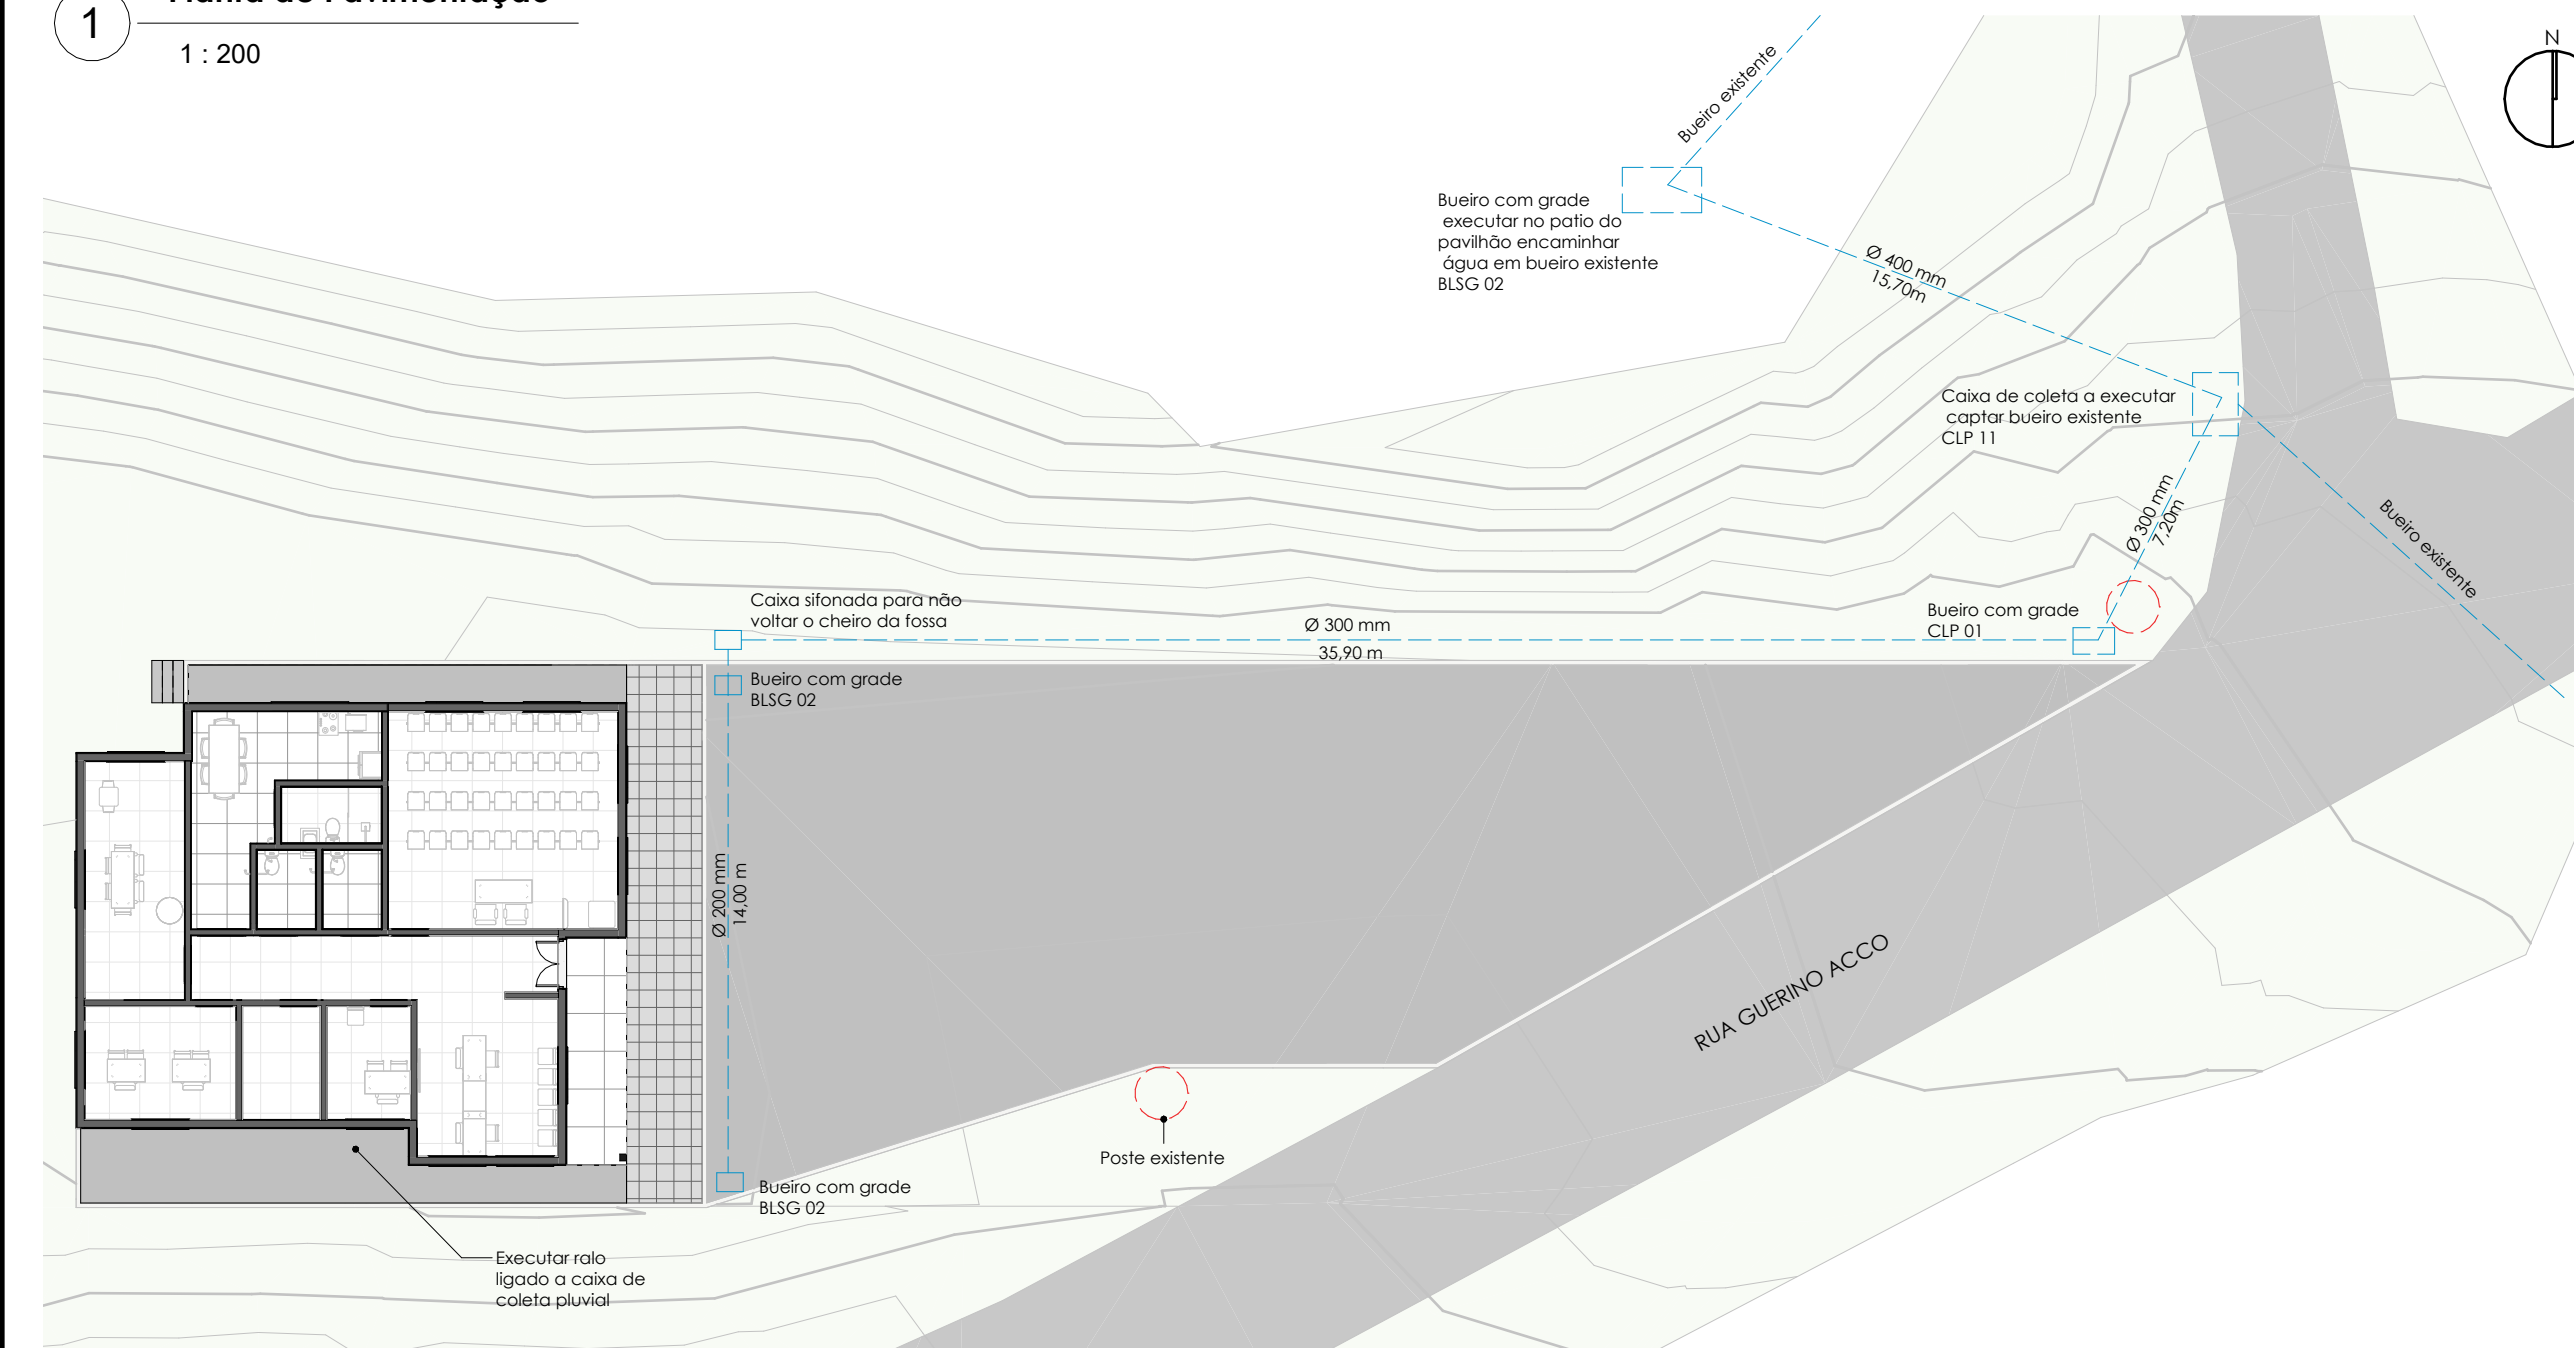 1
1 : 200
N
Bueiro existente
Bueiro com grade
executar no patio do
pavilhão encaminhar
água em bueiro existente
BLSG 02
Ø 400 mm
15,70m
Caixa de coleta a executar
captar bueiro existente
CLP 11
Ø 300 mm
7,20m
Bueiro existente
Caixa sifonada para não
voltar o cheiro da fossa
Ø 300 mm
35,90 m
Bueiro com grade
CLP 01
Bueiro com grade
BLSG 02
Ø 200 mm
14,00 m
RUA GUERINO ACCO
Poste existente
Bueiro com grade
BLSG 02
Executar ralo
ligado a caixa de
coleta pluvial